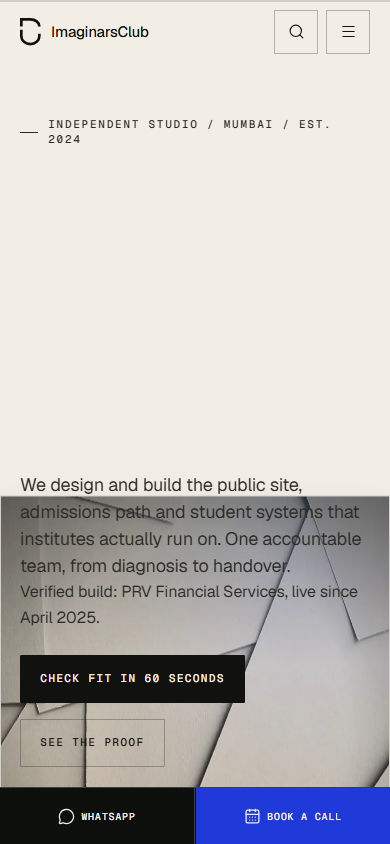 ImaginarsClub
INDEPENDENT STUDIO / MUMBAI / EST.
2024
We design and build the public site,
admissions path and student systems that
institutes actually run on. One accountable
team, from diagnosis to handover.
Verified build: PRV Financial Services, live since
April 2025.
CHECK FIT IN 60 SECONDS
SEE THE PROOF
WHATSAPP
BOOK A CALL